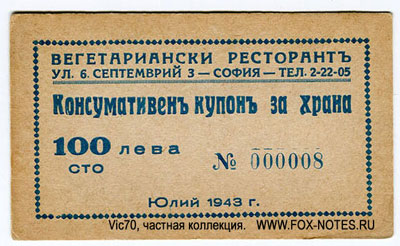 ВЕГЕТАРИАНСКИ РЕСТОРАНТЪ
УЛ. 6. СЕПТЕМВРИЙ 3 — СОФИЯ — ТЕЛ. 2-22-05
Консумативенъ купонъ за храна
100 лева
СТО
№ 000008
Юлий 1943 г.
Vic70, частная коллекция. WWW.FOX-NOTES.RU